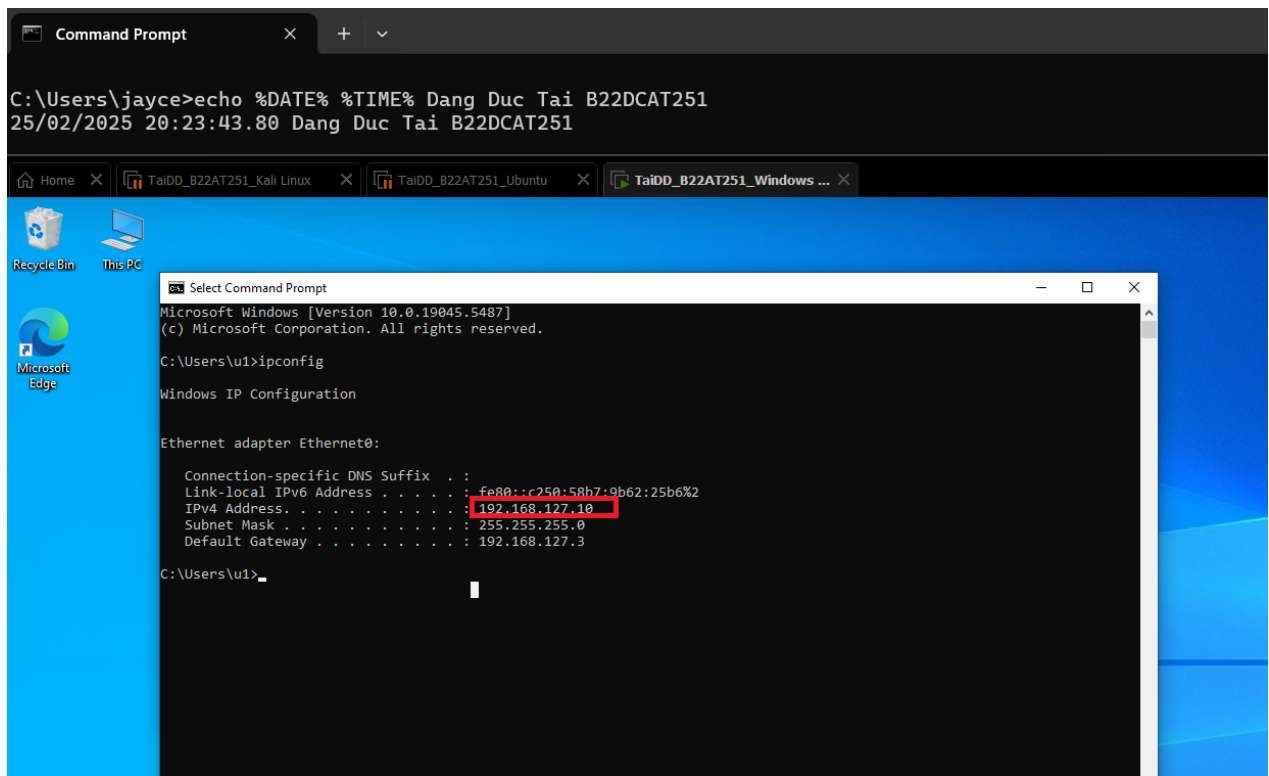 Command Prompt
C:\Users\jayce>echo %DATE% %TIME% Dang Duc Tai B22DCAT251
25/02/2025 20:23:43.80 Dang Duc Tai B22DCAT251
Home TaiDD_B22AT251_Kali Linux TaiDD_B22AT251_Ubuntu TaiDD_B22AT251_Windows ...
Recycle Bin This PC
Microsoft
Edge
Select Command Prompt
Microsoft Windows [Version 10.0.19045.5487]
(c) Microsoft Corporation. All rights reserved.
C:\Users\u1>ipconfig
Windows IP Configuration
Ethernet adapter Ethernet0:
Connection-specific DNS Suffix . :
Link-local IPv6 Address . . . . . : fe80::c250:58b7:9b62:25b6%2
IPv4 Address. . . . . . . . . . . : 192.168.127.10
Subnet Mask . . . . . . . . . . . : 255.255.255.0
Default Gateway . . . . . . . . . : 192.168.127.3
C:\Users\u1>